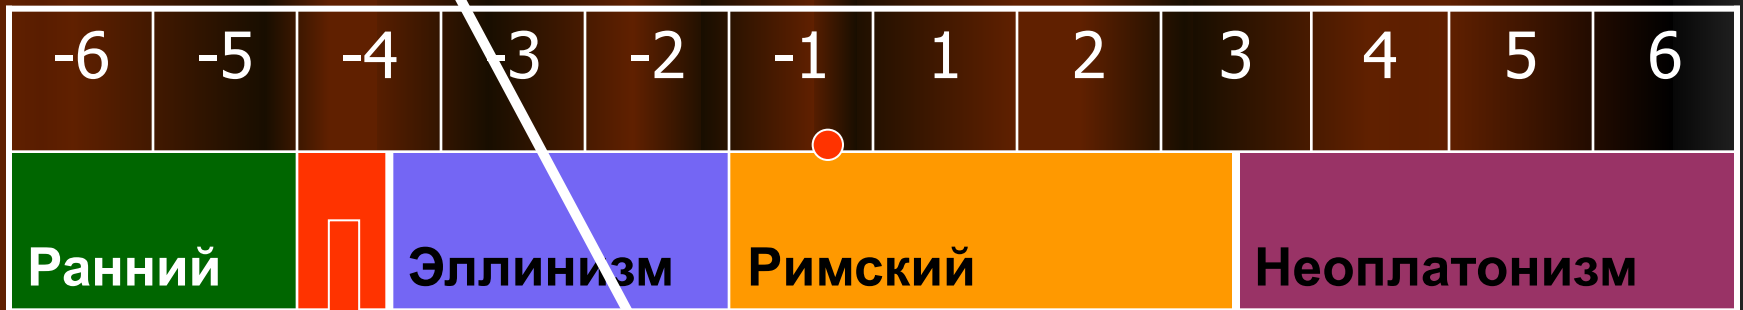 -6 -5 -4 -3 -2 -1 1 2 3 4 5 6
Ранний Эллинизм Римский Неоплатонизм